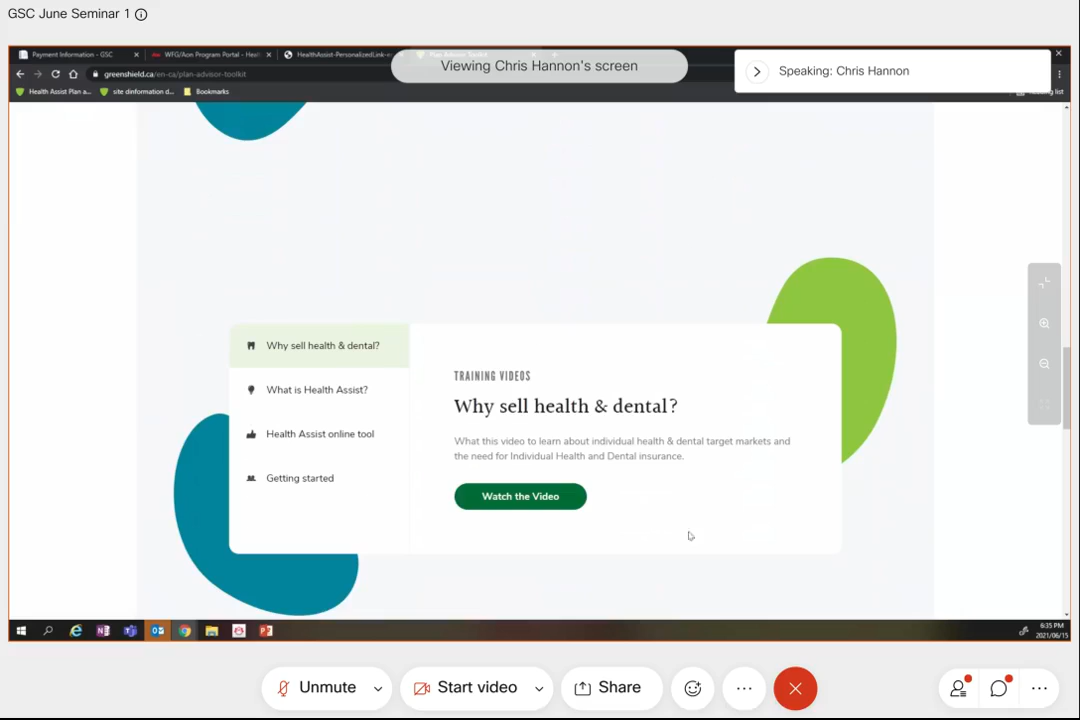 GSC June Seminar 1
Payment Information - GSC
WFG/Aon Program Portal - Heal
HealthAssist-PersonalizedLink-e
Viewing Chris Hannon's screen
Speaking: Chris Hannon
greenshield.ca/en-ca/plan-advisor-toolkit
Health Assist Plan a...
site dinformation d...
Bookmarks
list
Why sell health & dental?
What is Health Assist?
Health Assist online tool
Getting started
TRAINING VIDEOS
Why sell health & dental?
What this video to learn about individual health & dental target markets and
the need for Individual Health and Dental insurance.
Watch the Video
6:35 PM
2021/06/15
Unmute
Start video
Share